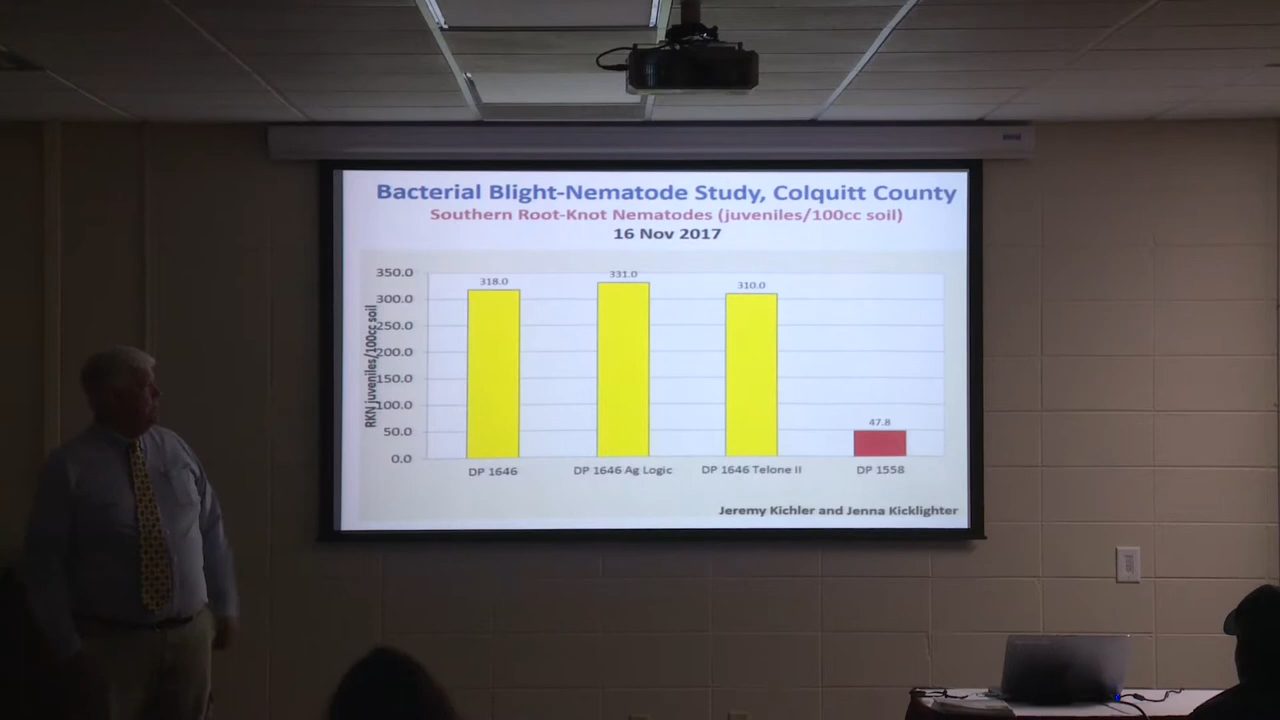 Bacterial Blight-Nematode Study, Colquitt County
Southern Root-Knot Nematodes (juveniles/100cc soil)
16 Nov 2017
RKN juveniles/100cc soil
350.0
300.0
250.0
200.0
150.0
100.0
50.0
0.0
318.0
331.0
310.0
47.8
DP 1646
DP 1646 Ag Logic
DP 1646 Telone II
DP 1558
Jeremy Kichler and Jenna Kicklighter